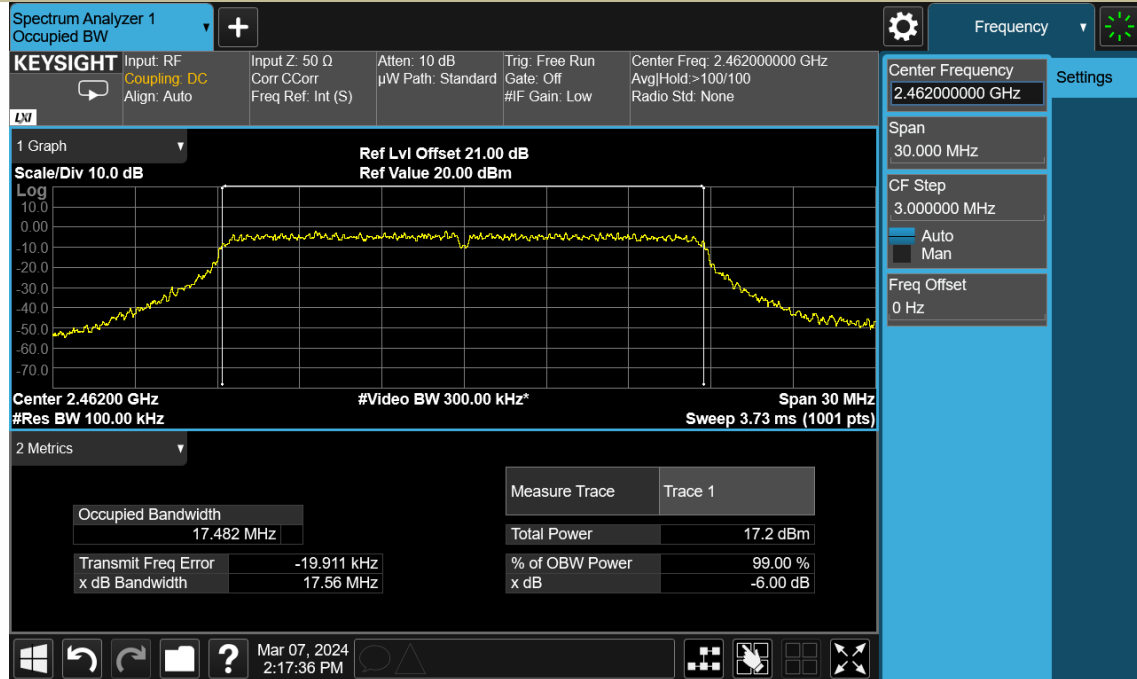 Spectrum Analyzer 1
Occupied BW
+
Frequency
KEYSIGHT
LXI
Input: RF
Coupling: DC
Align: Auto
Input Z: 50 Ω
Corr CCorr
Freq Ref: Int (S)
Atten: 10 dB
µW Path: Standard
Trig: Free Run
Gate: Off
#IF Gain: Low
Center Freq: 2.462000000 GHz
Avg|Hold:>100/100
Radio Std: None
Center Frequency
2.462000000 GHz
Settings
Span
30.000 MHz
CF Step
3.000000 MHz
Auto
Man
Freq Offset
0 Hz
1 Graph
Scale/Div 10.0 dB
Ref Lvl Offset 21.00 dB
Ref Value 20.00 dBm
Log
10.0
0.00
-10.0
-20.0
-30.0
-40.0
-50.0
-60.0
-70.0
Center 2.46200 GHz
#Video BW 300.00 kHz*
Span 30 MHz
#Res BW 100.00 kHz
Sweep 3.73 ms (1001 pts)
2 Metrics
Measure Trace Trace 1
Occupied Bandwidth
17.482 MHz
Total Power 17.2 dBm
Transmit Freq Error -19.911 kHz
% of OBW Power 99.00 %
x dB Bandwidth 17.56 MHz
x dB -6.00 dB
?
Mar 07, 2024
2:17:36 PM